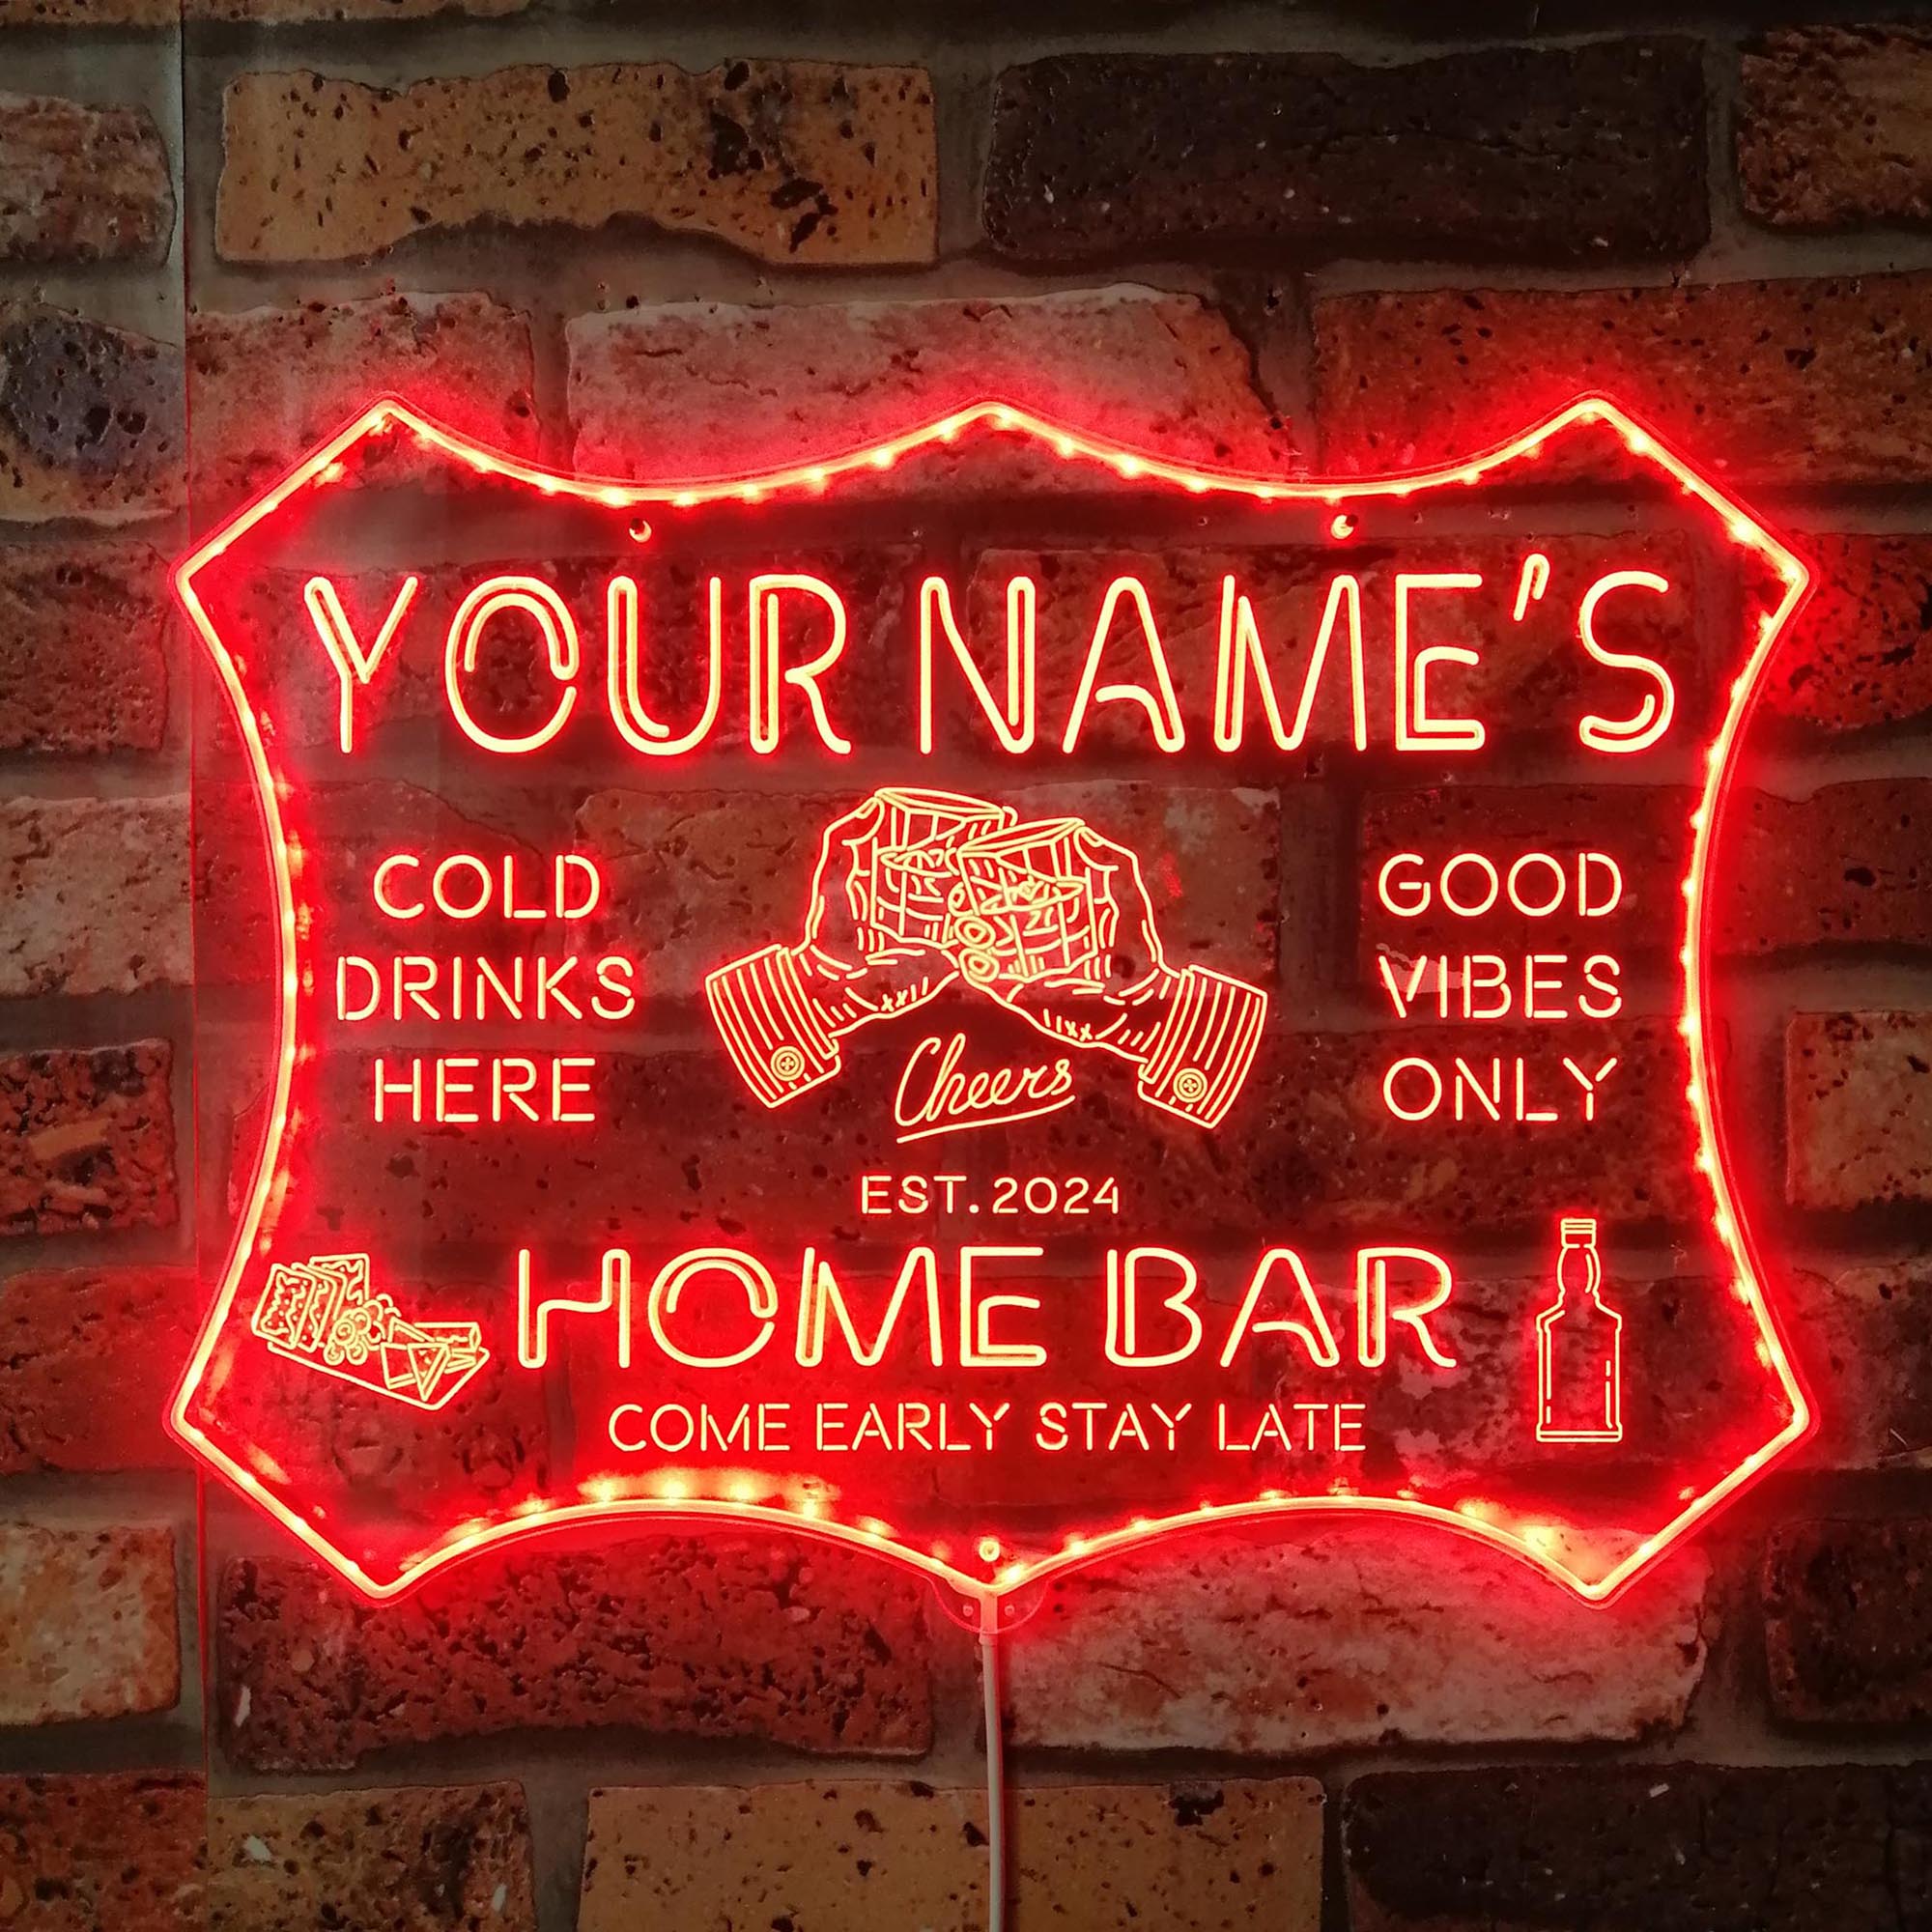 YOUR NAME'S
COLD
DRINKS
HERE
Cheers
GOOD
VIBES
ONLY
EST. 2024
HOME BAR
COME EARLY STAY LATE